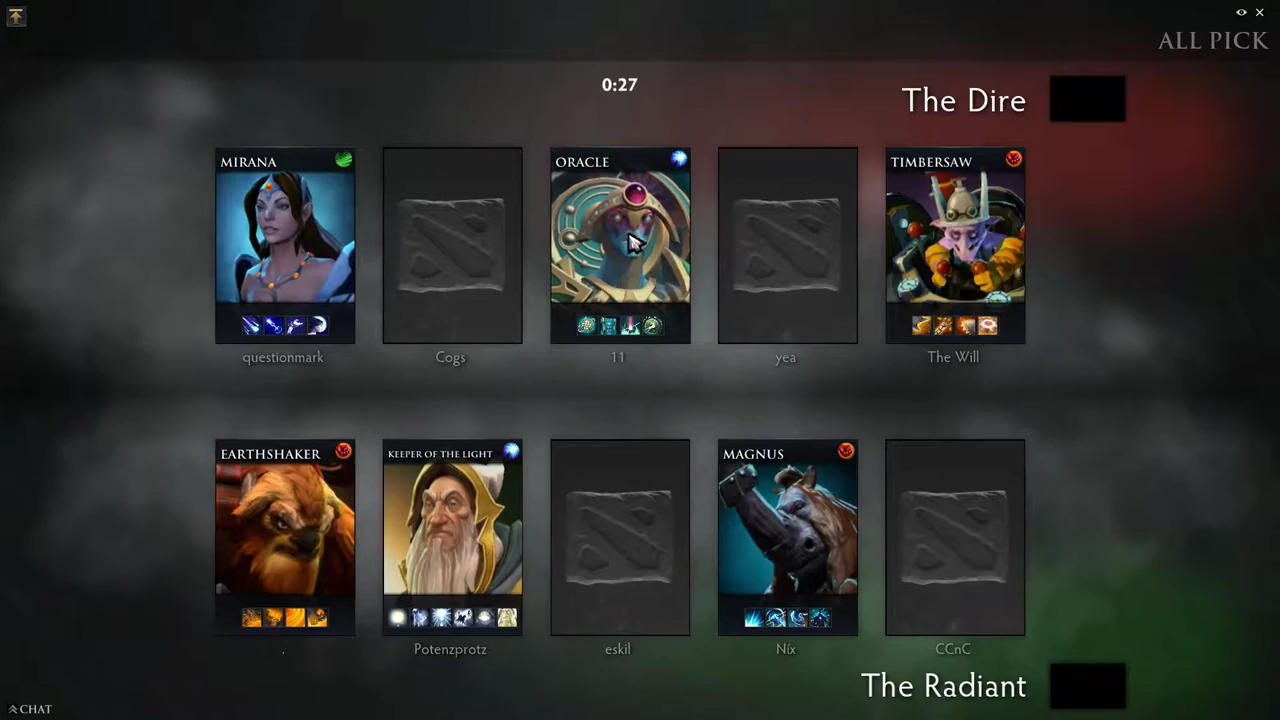 ALL PICK
0:27
The Dire
MIRANA
ORACLE
TIMBERSAW
questionmark
Cogs
11
yea
The Will
EARTHSHAKER
KEEPER OF THE LIGHT
MAGNUS
.
Potenzprotz
eskil
Níx
CCnC
The Radiant
CHAT